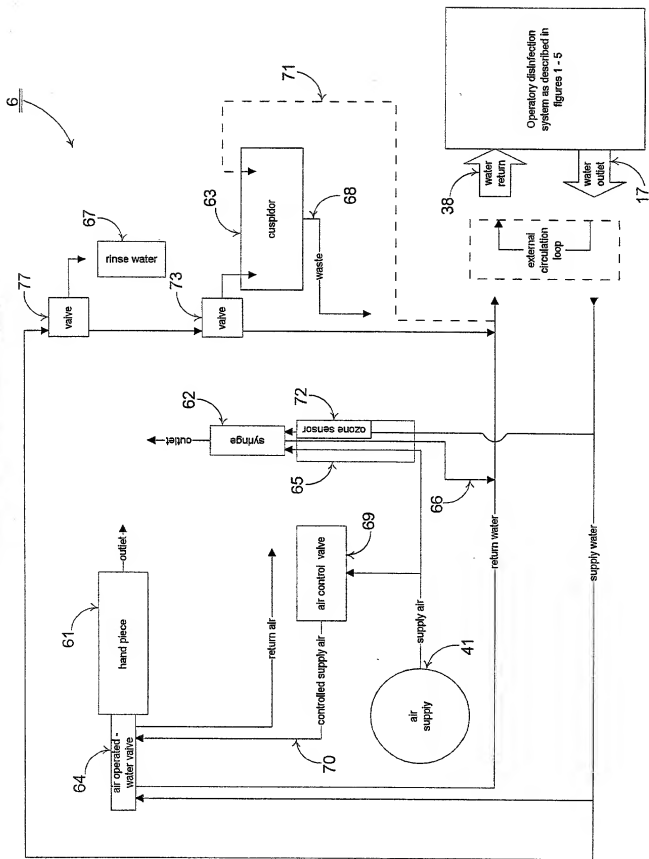 6
77
valve
67
rinse water
73
valve
63
cuspidor
71
68
waste
Operatory disinfection
system as described in
figures 1 - 5
38
water
return
water
outlet
17
external
circulation
loop
62
outlet
syringe
72
ozone sensor
65
66
61
hand piece
outlet
64
air operated -
water valve
return air
69
air control valve
controlled supply air
70
supply air
41
air
supply
return water
supply water